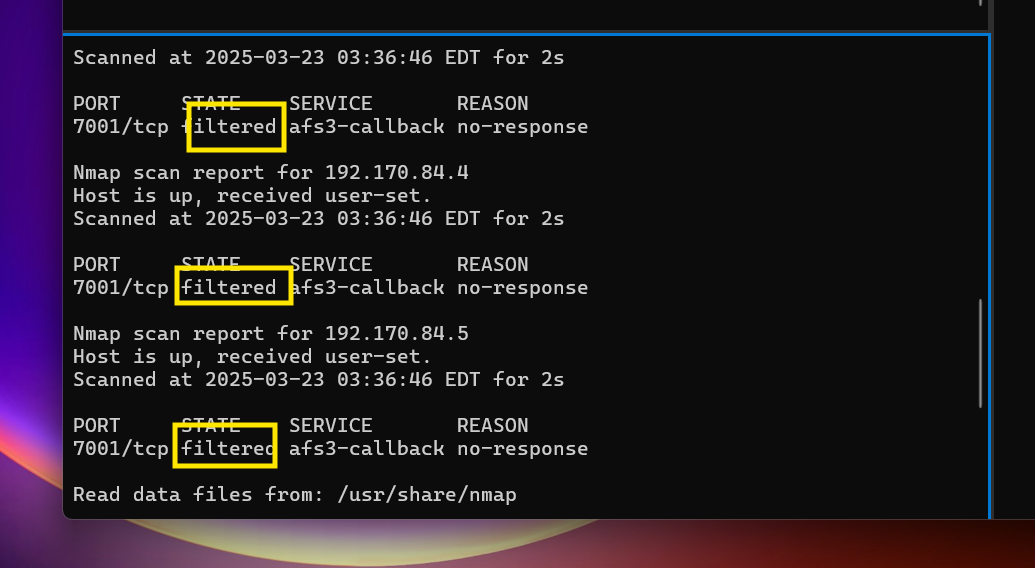 Scanned at 2025-03-23 03:36:46 EDT for 2s
PORT     STATE    SERVICE       REASON
7001/tcp filtered afs3-callback no-response
Nmap scan report for 192.170.84.4
Host is up, received user-set.
Scanned at 2025-03-23 03:36:46 EDT for 2s
PORT     STATE    SERVICE       REASON
7001/tcp filtered afs3-callback no-response
Nmap scan report for 192.170.84.5
Host is up, received user-set.
Scanned at 2025-03-23 03:36:46 EDT for 2s
PORT     STATE    SERVICE       REASON
7001/tcp filtered afs3-callback no-response
Read data files from: /usr/share/nmap